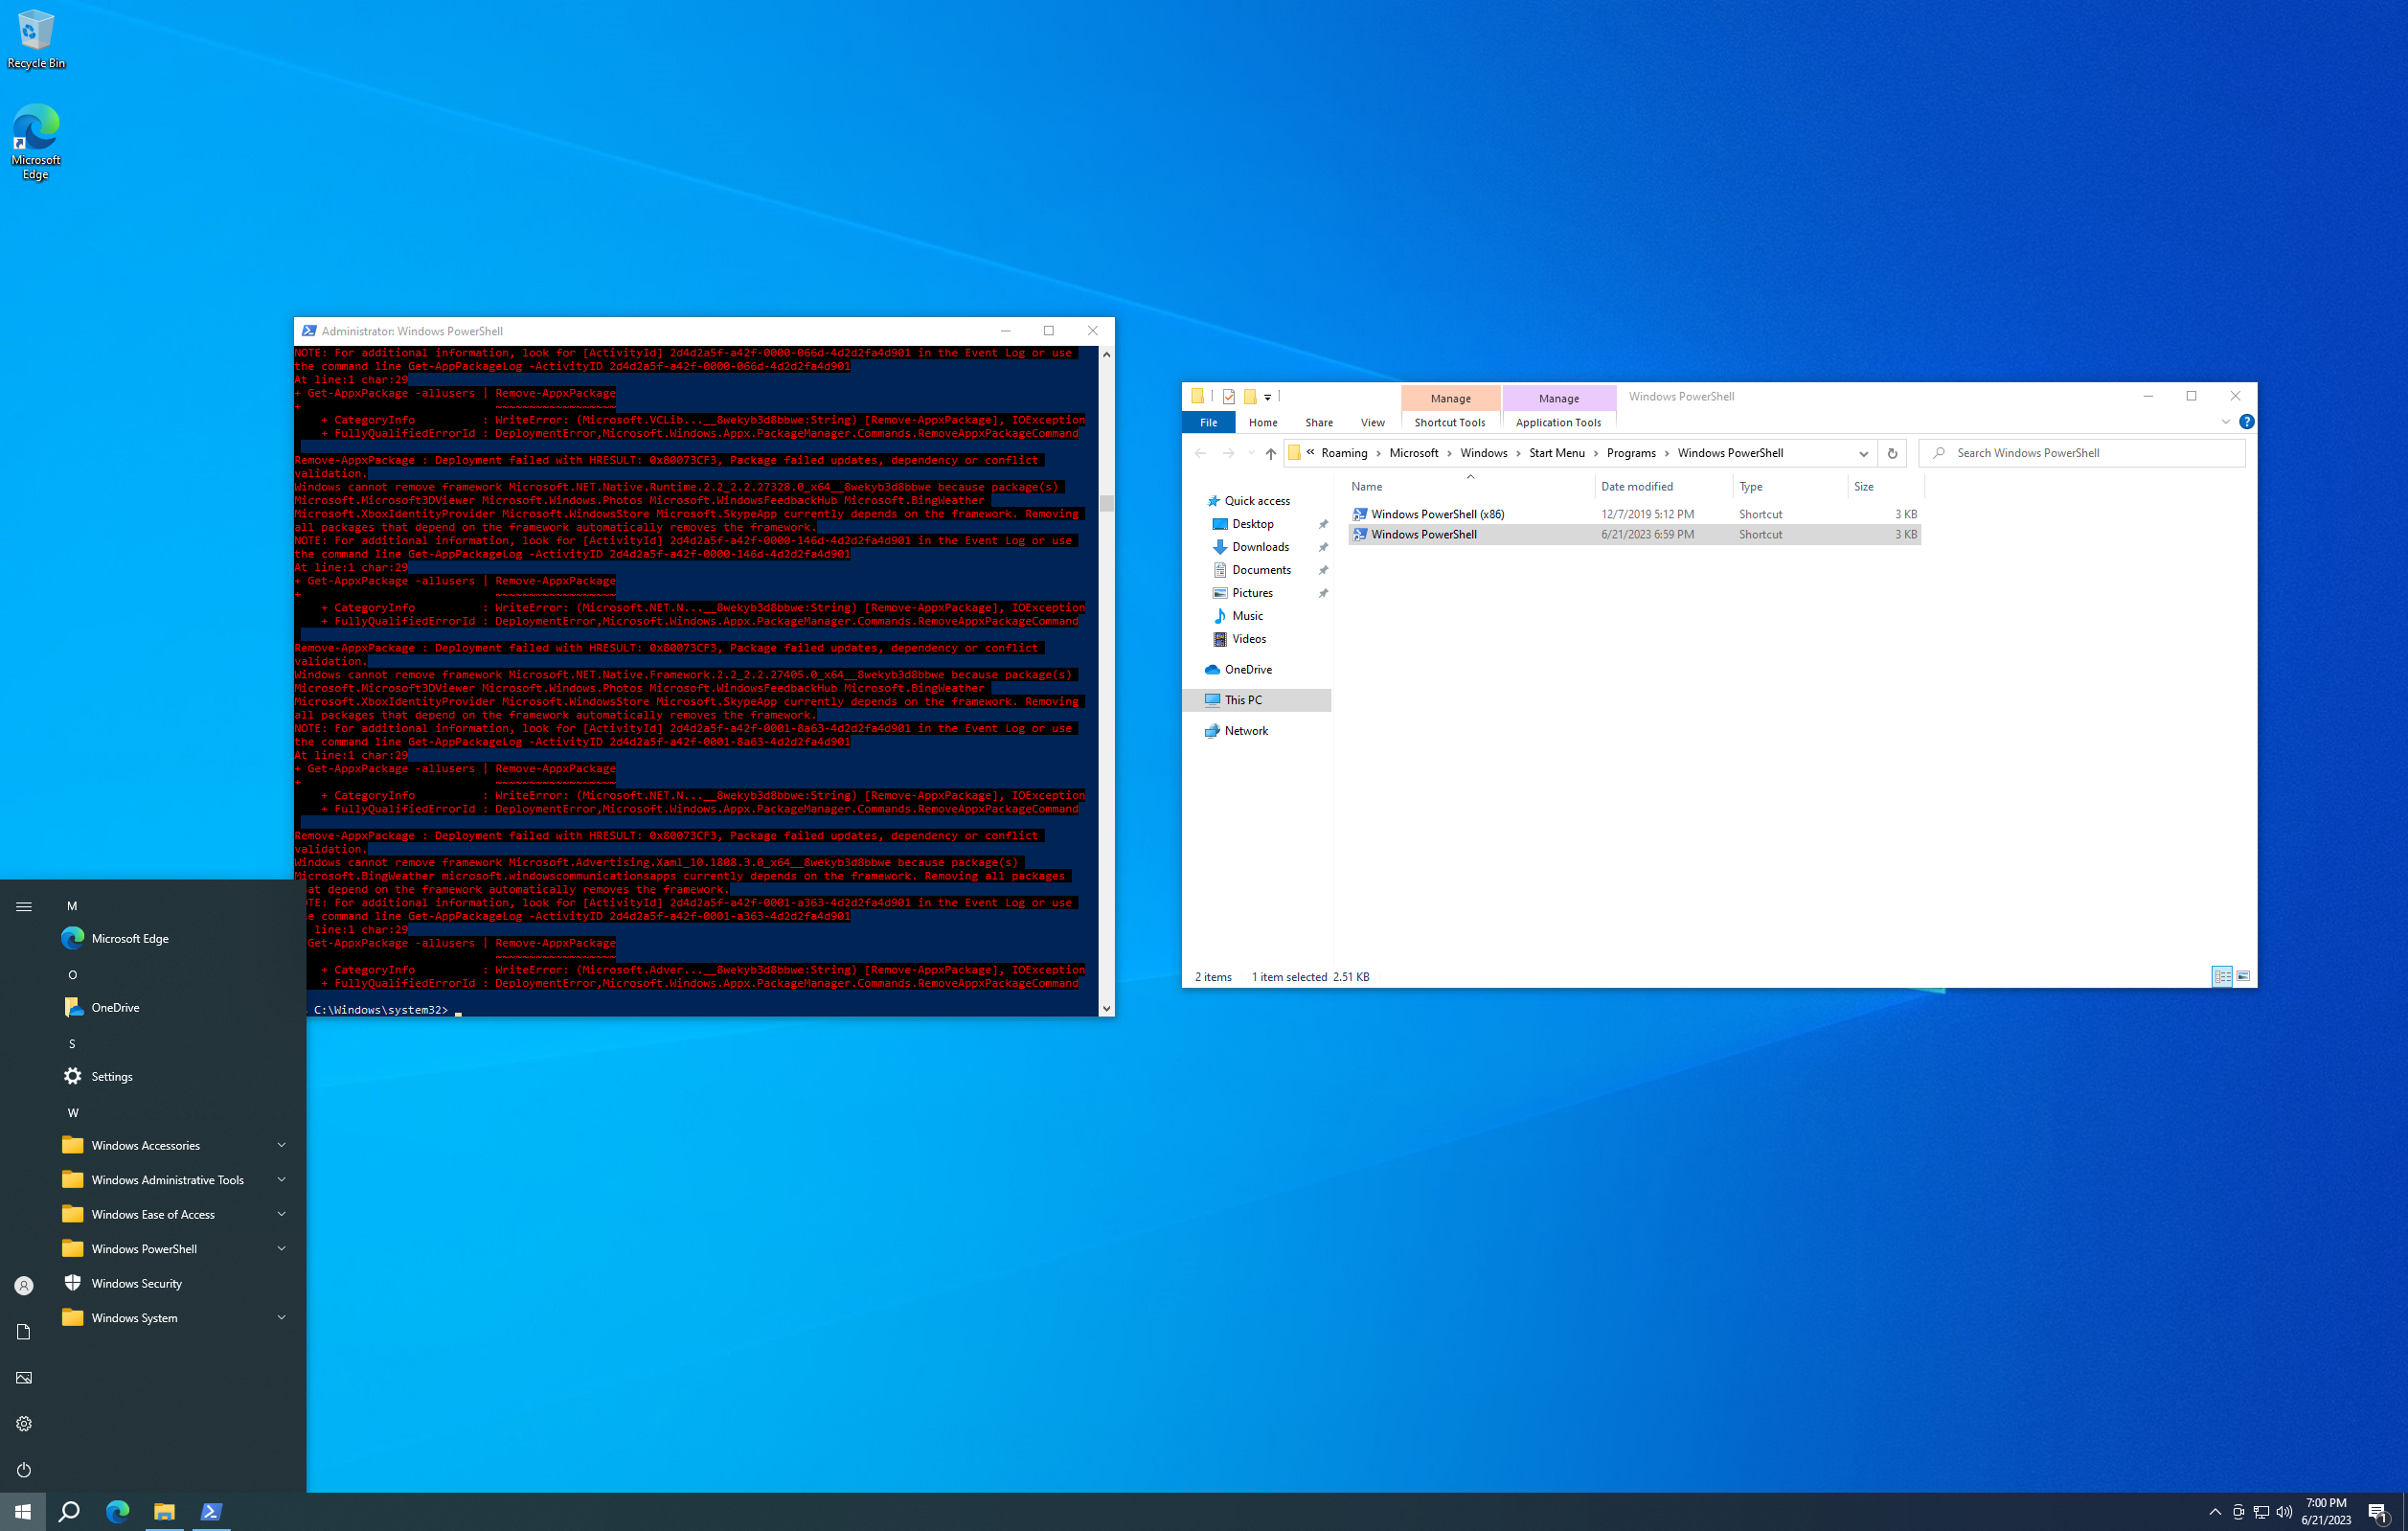 Recycle Bin
Microsoft
Edge
Administrator: Windows PowerShell
NOTE: For additional information, look for [ActivityId] 2d4d2a5f-a42f-0000-066d-4d2d2fa4d901 in the Event Log or use
the command line Get-AppPackageLog -ActivityID 2d4d2a5f-a42f-0000-066d-4d2d2fa4d901
At line:1 char:29
+ Get-AppxPackage -allusers | Remove-AppxPackage
+                             ~~~~~~~~~~~~~~~~~~
    + CategoryInfo          : WriteError: (Microsoft.VCLib...__8wekyb3d8bbwe:String) [Remove-AppxPackage], IOException
    + FullyQualifiedErrorId : DeploymentError,Microsoft.Windows.Appx.PackageManager.Commands.RemoveAppxPackageCommand
Remove-AppxPackage : Deployment failed with HRESULT: 0x80073CF3, Package failed updates, dependency or conflict
validation.
Windows cannot remove framework Microsoft.NET.Native.Runtime.2.2_2.2.27328.0_x64__8wekyb3d8bbwe because package(s)
Microsoft.Microsoft3DViewer Microsoft.Windows.Photos Microsoft.WindowsFeedbackHub Microsoft.BingWeather
Microsoft.XboxIdentityProvider Microsoft.WindowsStore Microsoft.SkypeApp currently depends on the framework. Removing
all packages that depend on the framework automatically removes the framework.
NOTE: For additional information, look for [ActivityId] 2d4d2a5f-a42f-0000-146d-4d2d2fa4d901 in the Event Log or use
the command line Get-AppPackageLog -ActivityID 2d4d2a5f-a42f-0000-146d-4d2d2fa4d901
At line:1 char:29
+ Get-AppxPackage -allusers | Remove-AppxPackage
+                             ~~~~~~~~~~~~~~~~~~
    + CategoryInfo          : WriteError: (Microsoft.NET.N...__8wekyb3d8bbwe:String) [Remove-AppxPackage], IOException
    + FullyQualifiedErrorId : DeploymentError,Microsoft.Windows.Appx.PackageManager.Commands.RemoveAppxPackageCommand
Remove-AppxPackage : Deployment failed with HRESULT: 0x80073CF3, Package failed updates, dependency or conflict
validation.
Windows cannot remove framework Microsoft.NET.Native.Framework.2.2_2.2.27405.0_x64__8wekyb3d8bbwe because package(s)
Microsoft.Microsoft3DViewer Microsoft.Windows.Photos Microsoft.WindowsFeedbackHub Microsoft.BingWeather
Microsoft.XboxIdentityProvider Microsoft.WindowsStore Microsoft.SkypeApp currently depends on the framework. Removing
all packages that depend on the framework automatically removes the framework.
NOTE: For additional information, look for [ActivityId] 2d4d2a5f-a42f-0001-8a63-4d2d2fa4d901 in the Event Log or use
the command line Get-AppPackageLog -ActivityID 2d4d2a5f-a42f-0001-8a63-4d2d2fa4d901
At line:1 char:29
+ Get-AppxPackage -allusers | Remove-AppxPackage
+                             ~~~~~~~~~~~~~~~~~~
    + CategoryInfo          : WriteError: (Microsoft.NET.N...__8wekyb3d8bbwe:String) [Remove-AppxPackage], IOException
    + FullyQualifiedErrorId : DeploymentError,Microsoft.Windows.Appx.PackageManager.Commands.RemoveAppxPackageCommand
Remove-AppxPackage : Deployment failed with HRESULT: 0x80073CF3, Package failed updates, dependency or conflict
validation.
Windows cannot remove framework Microsoft.Advertising.Xaml_10.1808.3.0_x64__8wekyb3d8bbwe because package(s)
Microsoft.BingWeather microsoft.windowscommunicationsapps currently depends on the framework. Removing all packages
at depend on the framework automatically removes the framework.
TE: For additional information, look for [ActivityId] 2d4d2a5f-a42f-0001-a363-4d2d2fa4d901 in the Event Log or use
e command line Get-AppPackageLog -ActivityID 2d4d2a5f-a42f-0001-a363-4d2d2fa4d901
line:1 char:29
Get-AppxPackage -allusers | Remove-AppxPackage
~~~~~~~~~~~~~~~~~~
    + CategoryInfo          : WriteError: (Microsoft.Adver...__8wekyb3d8bbwe:String) [Remove-AppxPackage], IOException
    + FullyQualifiedErrorId : DeploymentError,Microsoft.Windows.Appx.PackageManager.Commands.RemoveAppxPackageCommand
C:\Windows\system32>
Manage Manage Windows PowerShell
File Home Share View Shortcut Tools Application Tools
« Roaming › Microsoft › Windows › Start Menu › Programs › Windows PowerShell
Search Windows PowerShell
Name Date modified Type Size
Windows PowerShell (x86) 12/7/2019 5:12 PM Shortcut 3 KB
Windows PowerShell 6/21/2023 6:59 PM Shortcut 3 KB
Quick access
Desktop
Downloads
Documents
Pictures
Music
Videos
OneDrive
This PC
Network
2 items 1 item selected 2.51 KB
M
Microsoft Edge
O
OneDrive
S
Settings
W
Windows Accessories
Windows Administrative Tools
Windows Ease of Access
Windows PowerShell
Windows Security
Windows System
7:00 PM
6/21/2023
1